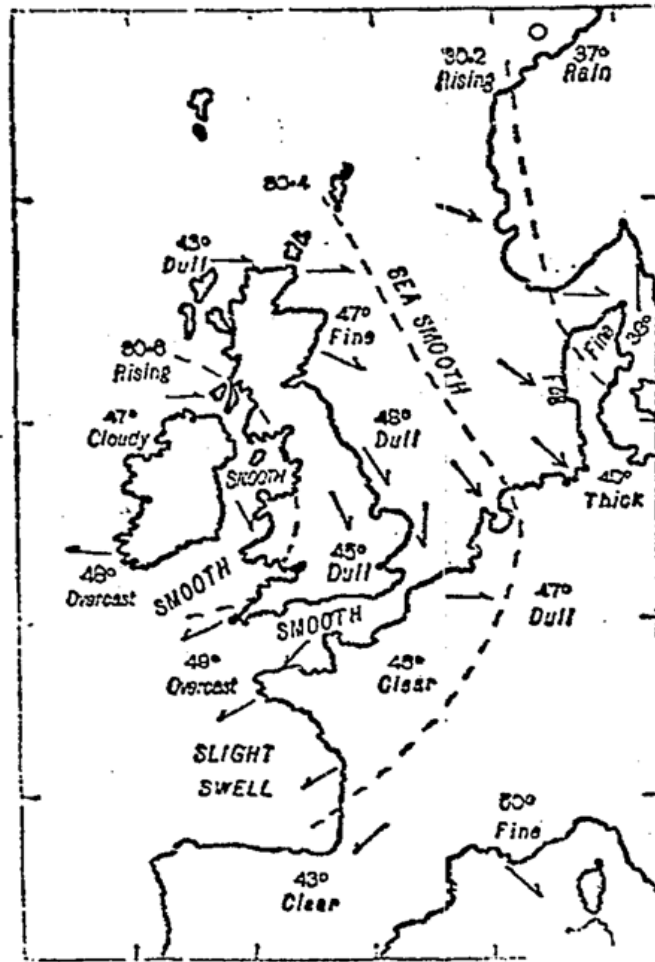 30.2
Rising
37°
Rain
30.4
43°
Dull
SEA SMOOTH
47°
Fine
Fine
30.6
Rising
47°
Cloudy
48°
Dull
SMOOTH
45°
Thick
48°
Overcast
SMOOTH
45°
Dull
47°
Dull
SMOOTH
49°
Overcast
45°
Clear
SLIGHT
SWELL
50°
Fine
43°
Clear